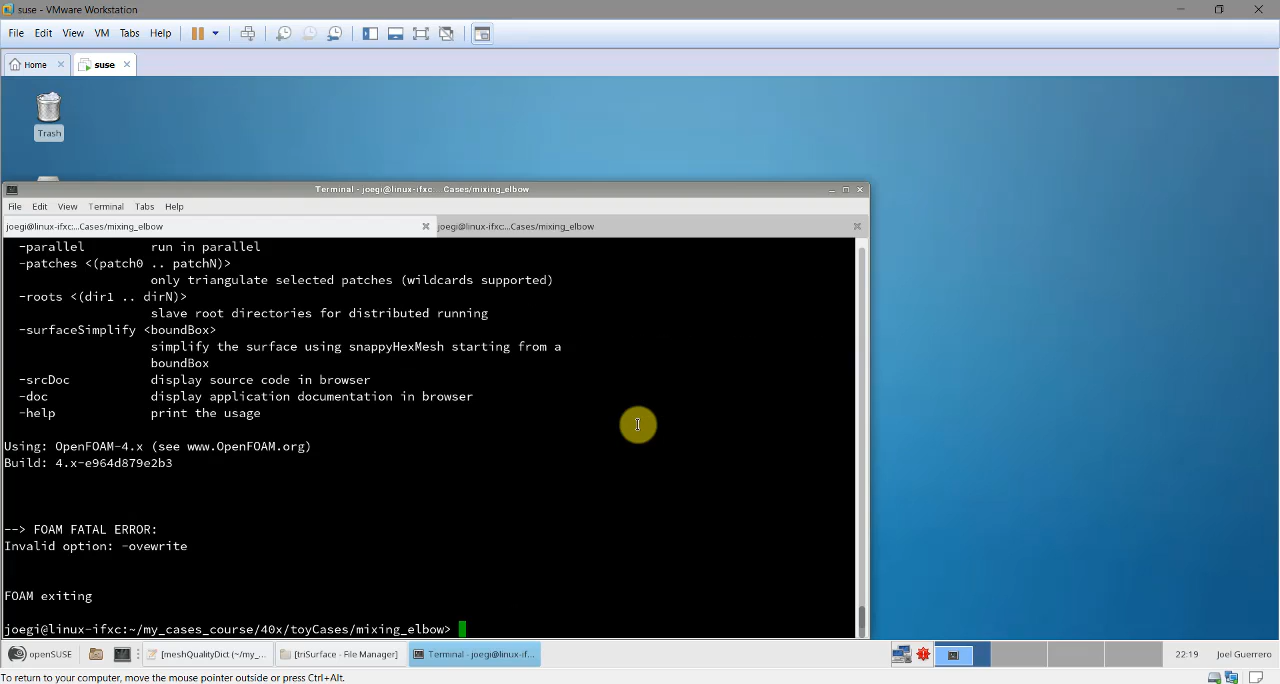 suse - VMware Workstation
File Edit View VM Tabs Help
Home suse
Trash
Terminal - joegi@linux-ifxc:...Cases/mixing_elbow
File Edit View Terminal Tabs Help
joegi@linux-ifxc:...Cases/mixing_elbow joegi@linux-ifxc:...Cases/mixing_elbow
-parallel run in parallel
-patches <(patch0 .. patchN)>
only triangulate selected patches (wildcards supported)
-roots <(dir1 .. dirN)>
slave root directories for distributed running
-surfaceSimplify <boundBox>
simplify the surface using snappyHexMesh starting from a
boundBox
-srcDoc display source code in browser
-doc display application documentation in browser
-help print the usage
Using: OpenFOAM-4.x (see www.OpenFOAM.org)
Build: 4.x-e964d879e2b3
--> FOAM FATAL ERROR:
Invalid option: -ovewrite
FOAM exiting
joegi@linux-ifxc:~/my_cases_course/40x/toyCases/mixing_elbow>
openSUSE [meshQualityDict (~/my_... [triSurface - File Manager] Terminal - joegi@linux-if... 22:19 Joel Guerrero
To return to your computer, move the mouse pointer outside or press Ctrl+Alt.